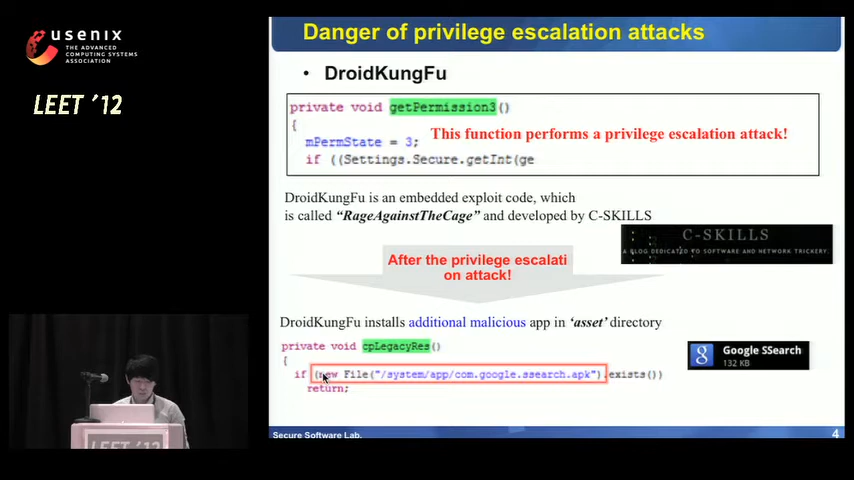 usenix
THE ADVANCED
COMPUTING SYSTEMS
ASSOCIATION
LEET ’12
Danger of privilege escalation attacks
• DroidKungFu
private void getPermission3()
{
mPermState = 3;
This function performs a privilege escalation attack!
if ((Settings.Secure.getInt(ge
DroidKungFu is an embedded exploit code, which
is called “RageAgainstTheCage” and developed by C-SKILLS
C-SKILLS
A BLOG DEDICATED TO SOFTWARE AND NETWORK TRICKERY.
After the privilege escalati
on attack!
DroidKungFu installs additional malicious app in ‘asset’ directory
private void cpLegacyRes()
{
if (new File("/system/app/com.google.ssearch.apk").exists())
return;
Google SSearch
132 KB
LEET '12
Secure Software Lab.
4